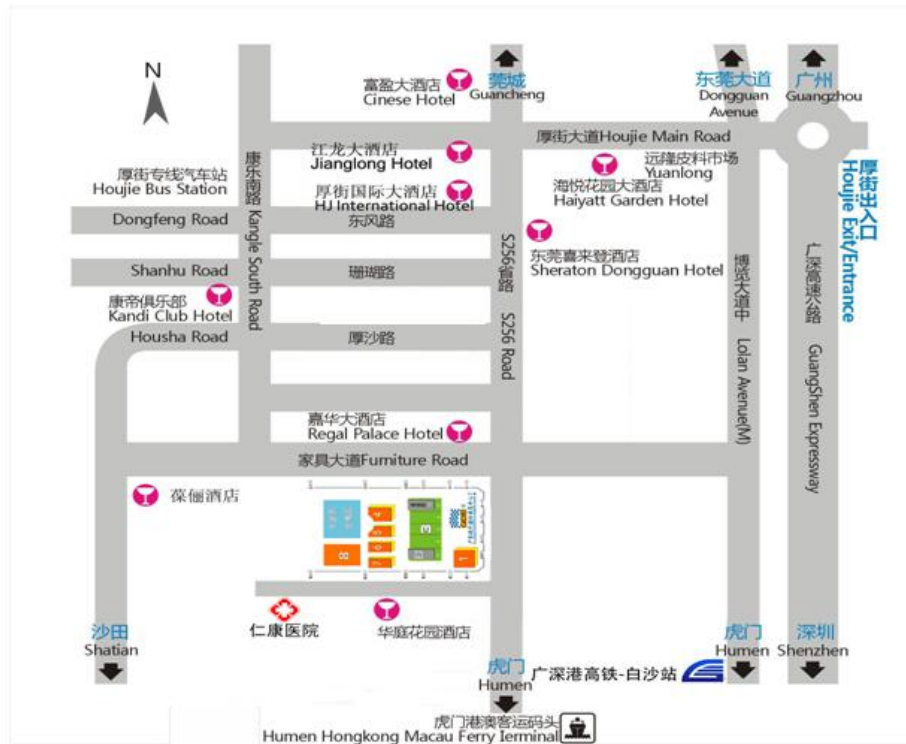 N
富盈大酒店
Cinese Hotel
莞城
Guancheng
东莞大道
Dongguan
Avenue
广州
Guangzhou
厚街大道Houjie Main Road
江龙大酒店
Jianglong Hotel
远隆皮料市场
Yuanlong
厚街专线汽车站
Houjie Bus Station
厚街国际大酒店
HJ International Hotel
海悦花园大酒店
Haiyatt Garden Hotel
厚街出入口
Houjie Exit/Entrance
康乐南路 Kangle South Road
Dongfeng Road
东风路
S256省路 S256 Road
东莞喜来登酒店
Sheraton Dongguan Hotel
博览大道中 Lolan Avenue(M)
广深高速公路 GuangShen Expressway
Shanhu Road
珊瑚路
康帝俱乐部
Kandi Club Hotel
Housha Road
厚沙路
嘉华大酒店
Regal Palace Hotel
家具大道Furniture Road
葆俪酒店
仁康医院
华庭花园酒店
沙田
Shatian
虎门
Humen
广深港高铁-白沙站
虎门
Humen
深圳
Shenzhen
虎门港澳客运码头
Humen Hongkong Macau Ferry Ierminal